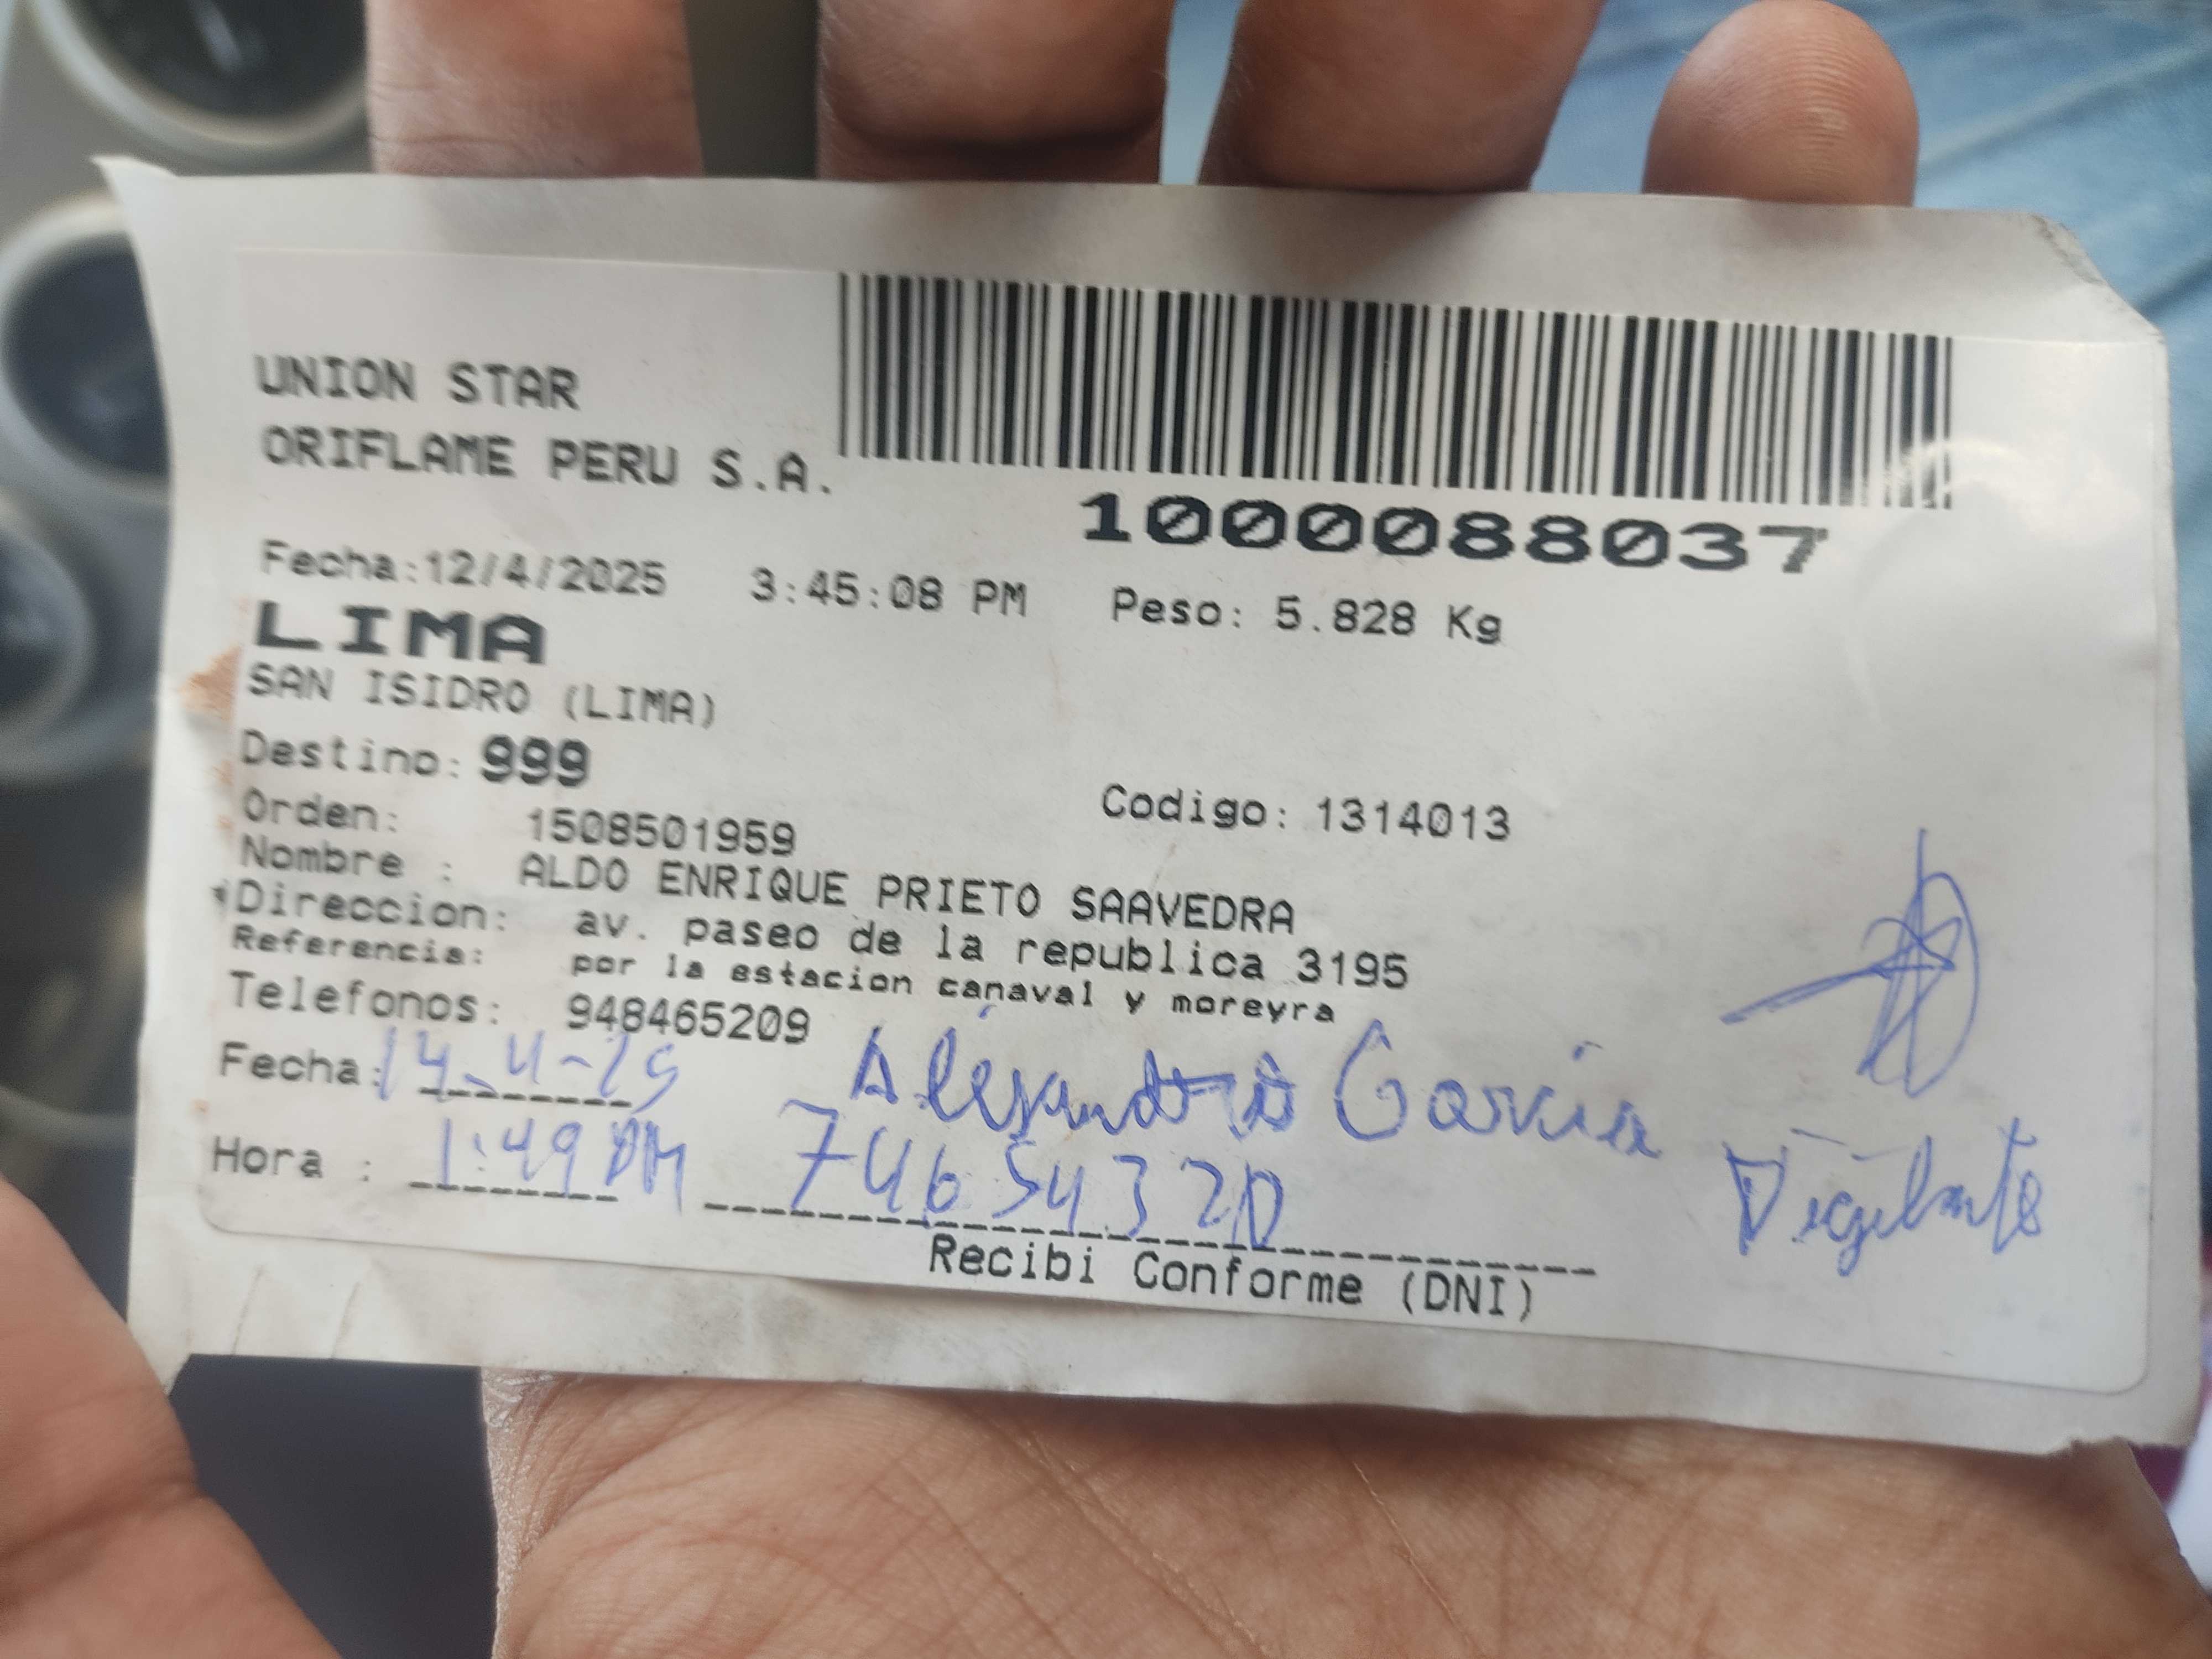 UNION STAR
ORIFLAME PERU S.A.
1000088037
Fecha:12/4/2025 3:45:08 PM Peso: 5.828 Kg
LIMA
SAN ISIDRO (LIMA)
Destino: 999
Orden: 1508501959 Codigo: 1314013
Nombre : ALDO ENRIQUE PRIETO SAAVEDRA
Direccion: av. paseo de la republica 3195
Referencia: por la estacion canaval y moreyra
Telefonos: 948465209
Fecha: 14-4-25 Alejandro García
Hora : 1:49 PM 74654320 Vigilante
Recibi Conforme (DNI)